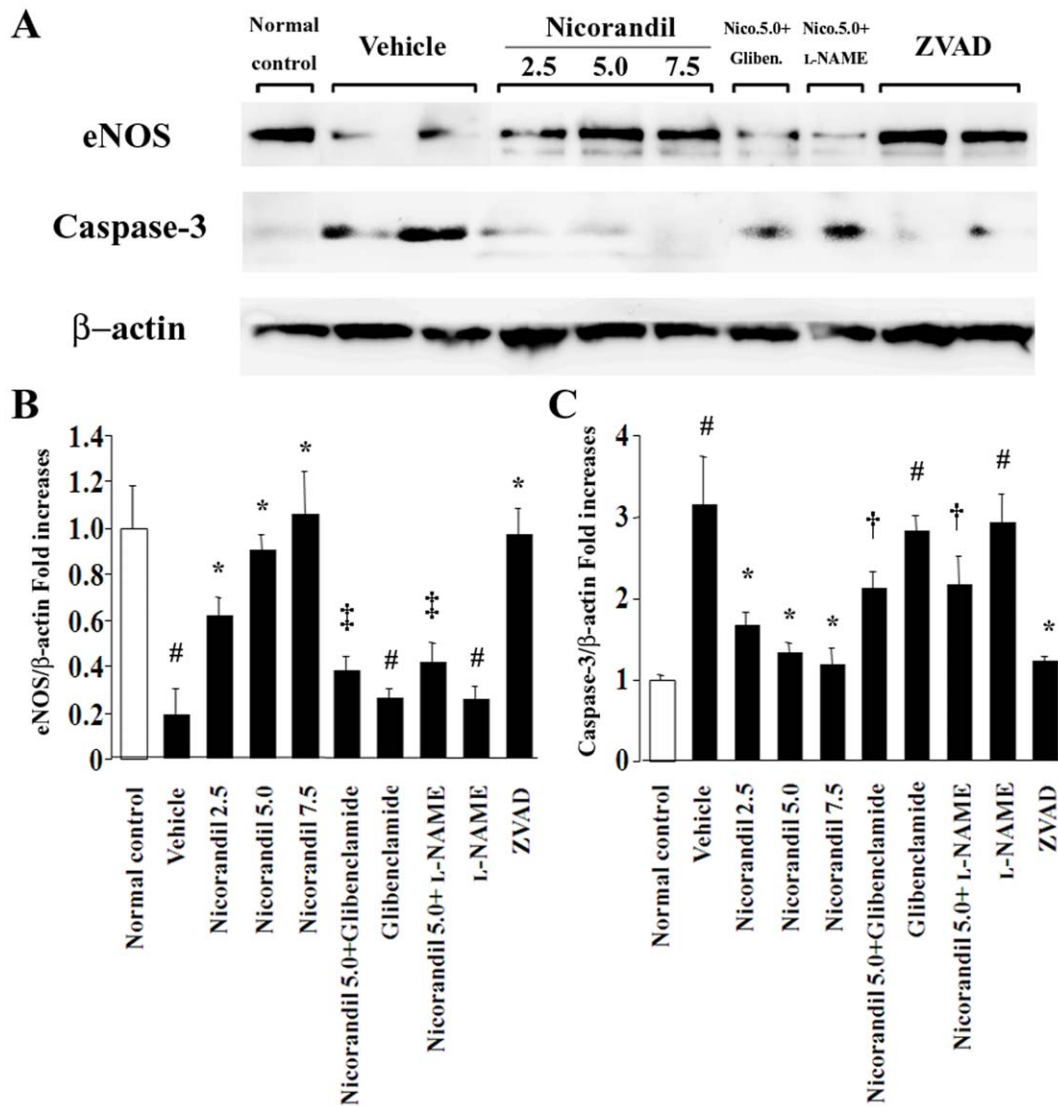 A
Normal
control
Vehicle
Nicorandil
2.5 5.0 7.5
Nico.5.0+
Gliben.
Nico.5.0+
L-NAME
ZVAD
eNOS
Caspase-3
β–actin
B
eNOS/β-actin Fold increases
1.4
1.2
1.0
0.8
0.6
0.4
0.2
0
#
*
*
*
‡
#
‡
#
*
Normal control
Vehicle
Nicorandil 2.5
Nicorandil 5.0
Nicorandil 7.5
Nicorandil 5.0+Glibenclamide
Glibenclamide
Nicorandil 5.0+ L-NAME
L-NAME
ZVAD
C
Caspase-3/β-actin Fold increases
4
3
2
1
0
#
*
*
*
†
#
†
#
*
Normal control
Vehicle
Nicorandil 2.5
Nicorandil 5.0
Nicorandil 7.5
Nicorandil 5.0+Glibenclamide
Glibenclamide
Nicorandil 5.0+ L-NAME
L-NAME
ZVAD